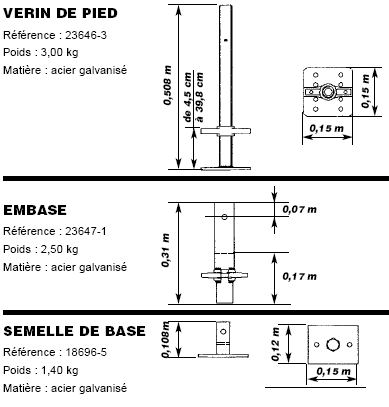 VERIN DE PIED
Référence : 23646-3
Poids : 3,00 kg
Matière : acier galvanisé
0,508 m
de 4,5 cm
à 39,8 cm
0,15 m
0,15 m
EMBASE
Référence : 23647-1
Poids : 2,50 kg
Matière : acier galvanisé
0,31 m
0,07 m
0,17 m
SEMELLE DE BASE
Référence : 18696-5
Poids : 1,40 kg
Matière : acier galvanisé
0,108m
0,12 m
0,15 m